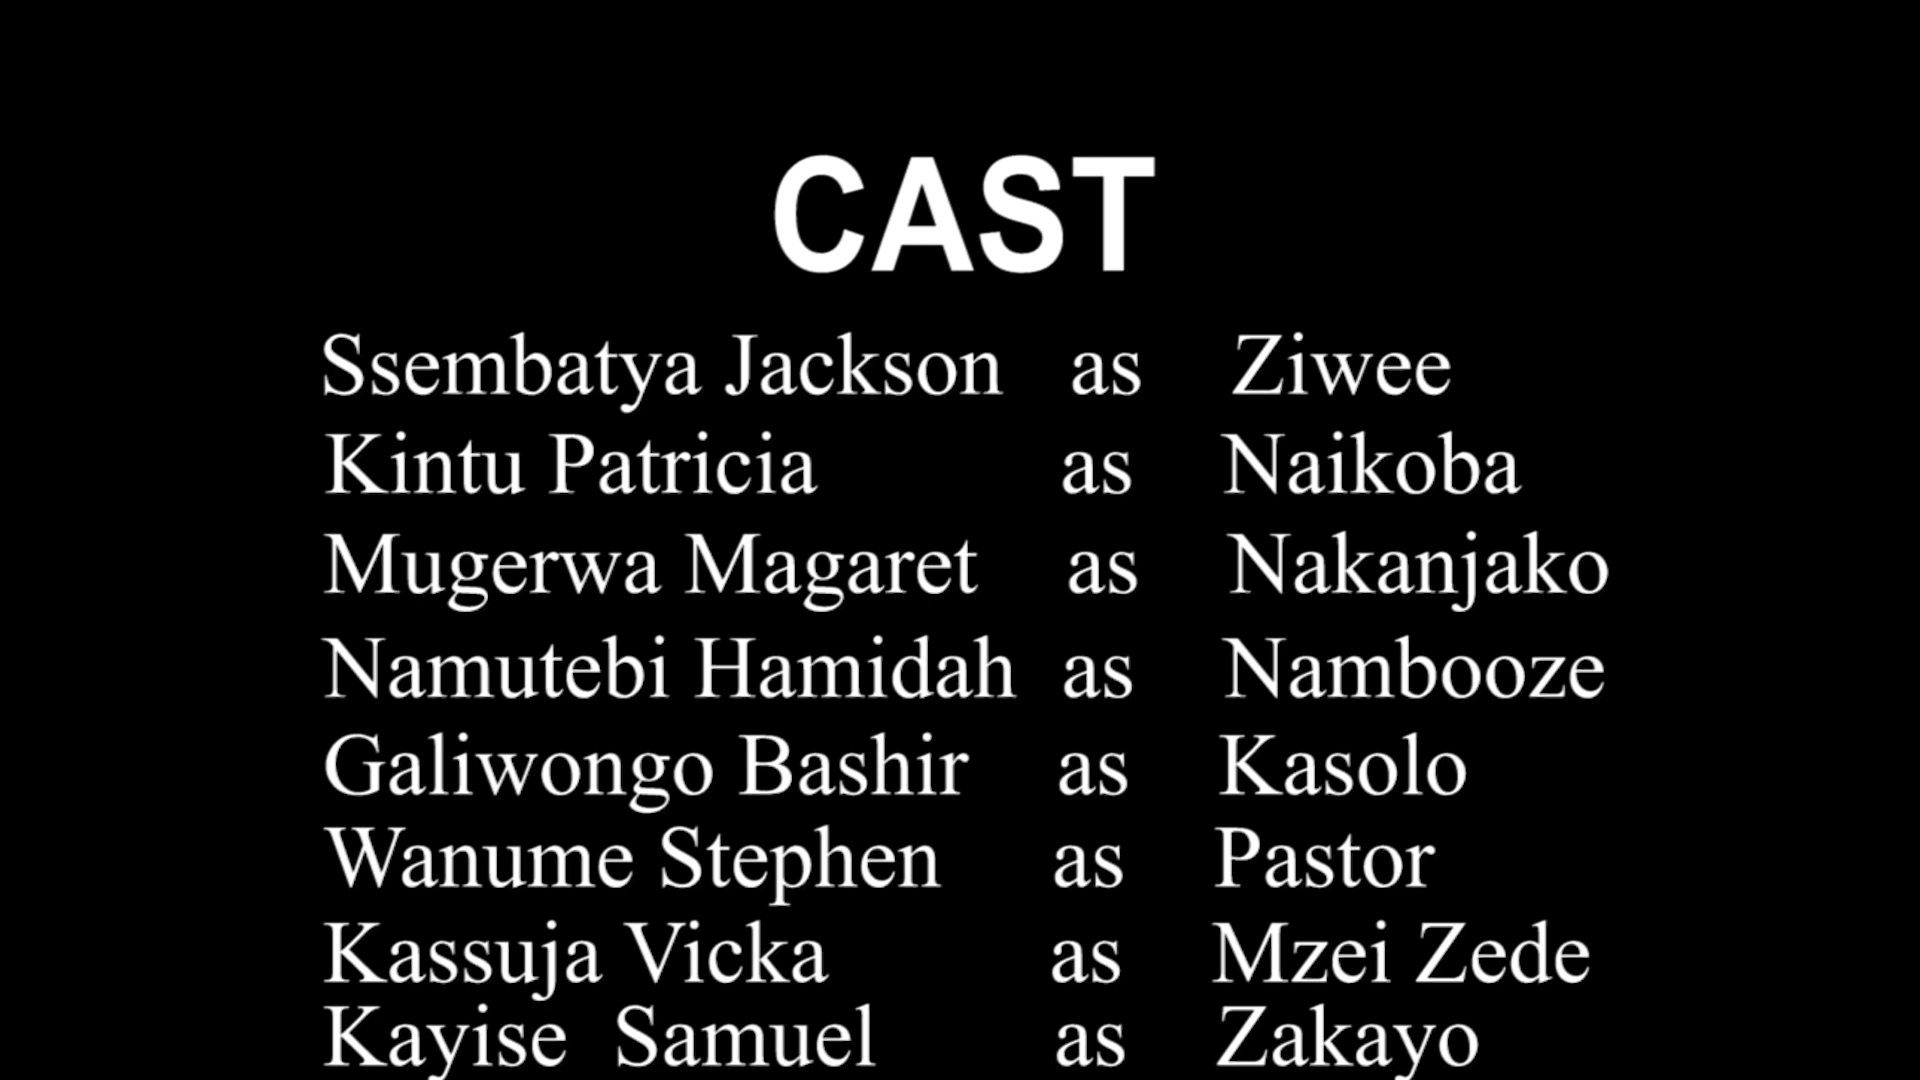 CAST
Ssembatya Jackson as Ziwee
Kintu Patricia as Naikoba
Mugerwa Magaret as Nakanjako
Namutebi Hamidah as Nambooze
Galiwongo Bashir as Kasolo
Wanume Stephen as Pastor
Kassuja Vicka as Mzei Zede
Kayise Samuel as Zakayo